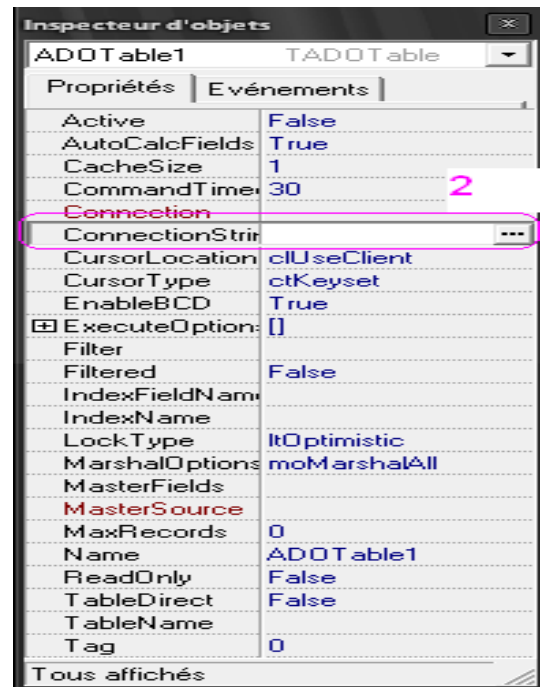 Inspecteur d'objets
ADOTable1 TADOTable
Propriétés Evénements
Active False
AutoCalcFields True
CacheSize 1
CommandTime 30
2
Connection
ConnectionStrin ...
CursorLocation clUseClient
CursorType ctKeyset
EnableBCD True
ExecuteOption: []
Filter
Filtered False
IndexFieldNam
IndexName
LockType ltOptimistic
MarshalOptions moMarshalAll
MasterFields
MasterSource
MaxRecords 0
Name ADOTable1
ReadOnly False
TableDirect False
TableName
Tag 0
Tous affichés